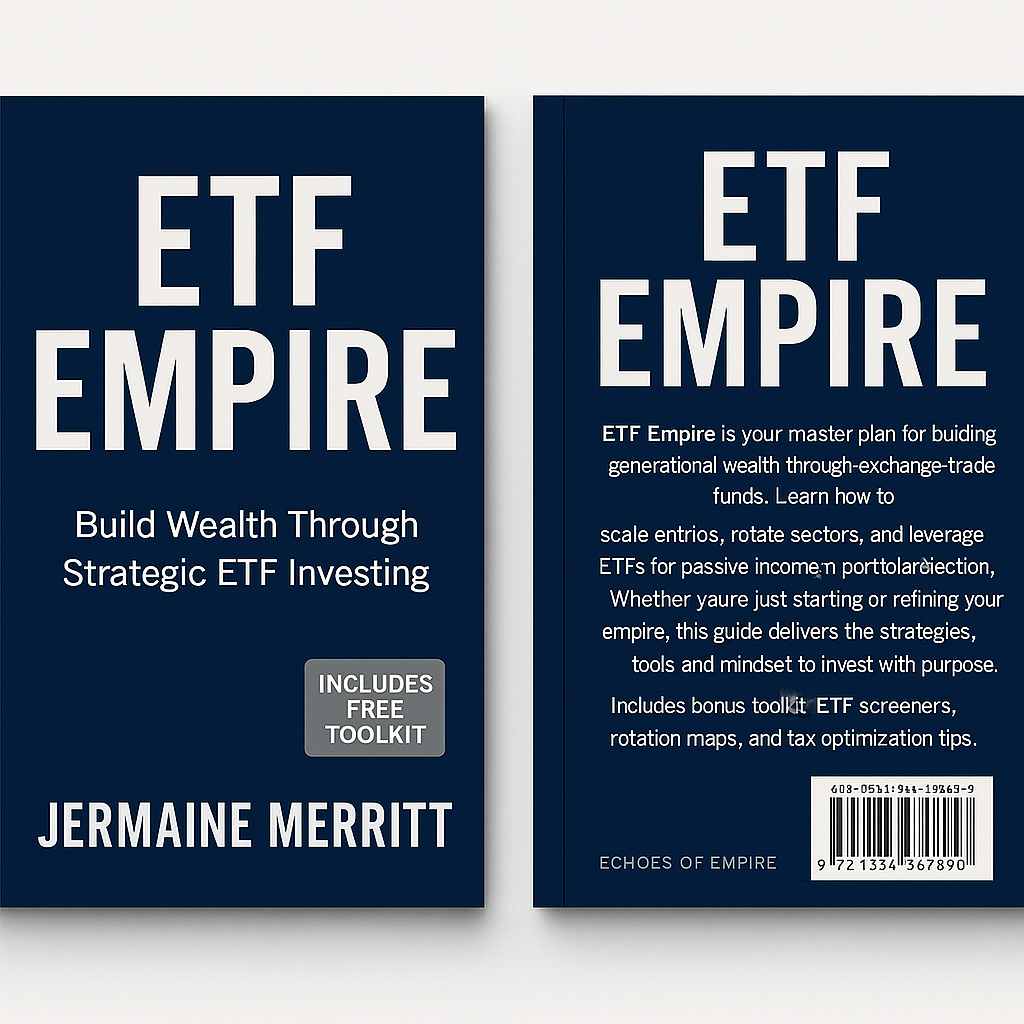 ETF
EMPIRE
Build Wealth Through
Strategic ETF Investing
INCLUDES
FREE
TOOLKIT
JERMAINE MERRITT
ETF
EMPIRE
ETF Empire is your master plan for buiding
generational wealth through-exchange-trade
funds. Learn how to
scale entrios, rotate sectors, and leverage
ETFs for passive income
Whether yaure just starting or refining your
empire, this guide delivers the strategies,
tools and mindset to invest with purpose.
Includes bonus toolkit ETF screeners,
rotation maps, and tax optimization tips.
ECHOES OF EMPIRE
9 721334 367890